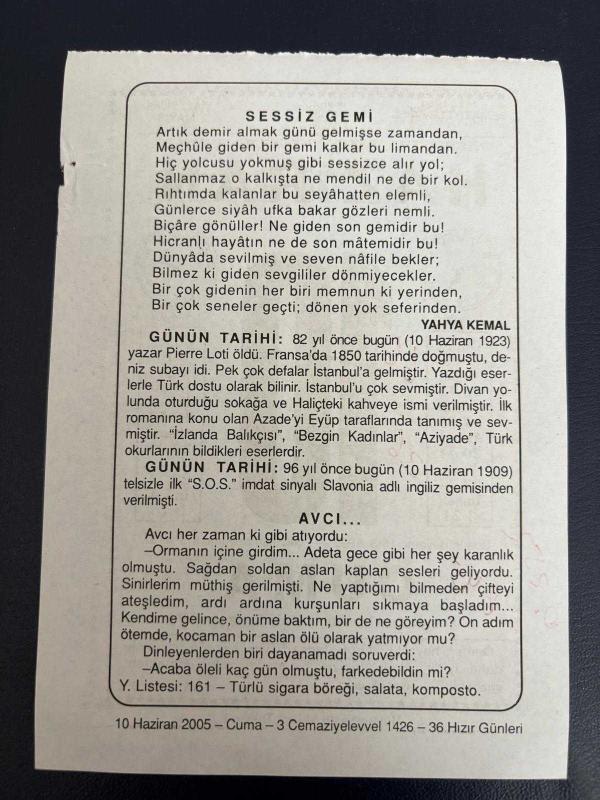 SESSİZ GEMİ
Artık demir almak günü gelmişse zamandan,
Meçhûle giden bir gemi kalkar bu limandan.
Hiç yolcusu yokmuş gibi sessizce alır yol;
Sallanmaz o kalkışta ne mendil ne de bir kol.
Rıhtımda kalanlar bu seyâhatten elemli,
Günlerce siyâh ufka bakar gözleri nemli.
Biçâre gönüller! Ne giden son gemidir bu!
Hicranlı hayâtın ne de son mâtemidir bu!
Dünyâda sevilmiş ve seven nâfile bekler;
Bilmez ki giden sevgililer dönmiyecekler.
Bir çok gidenin her biri memnun ki yerinden,
Bir çok seneler geçti; dönen yok seferinden.
YAHYA KEMAL
GÜNÜN TARİHİ: 82 yıl önce bugün (10 Haziran 1923)
yazar Pierre Loti öldü. Fransa'da 1850 tarihinde doğmuştu, de-
niz subayı idi. Pek çok defalar İstanbul'a gelmiştir. Yazdığı eser-
lerle Türk dostu olarak bilinir. İstanbul'u çok sevmiştir. Divan yo-
lunda oturduğu sokağa ve Haliçteki kahveye ismi verilmiştir. İlk
romanına konu olan Azade'yi Eyüp taraflarında tanımış ve sev-
miştir. "İzlanda Balıkçısı", "Bezgin Kadınlar", "Aziyade", Türk
okurlarının bildikleri eserlerdir.
GÜNÜN TARİHİ: 96 yıl önce bugün (10 Haziran 1909)
telsizle ilk "S.O.S." imdat sinyalı Slavonia adlı ingiliz gemisinden
verilmişti.
AVCI...
Avcı her zaman ki gibi atıyordu:
–Ormanın içine girdim... Adeta gece gibi her şey karanlık
olmuştu. Sağdan soldan aslan kaplan sesleri geliyordu.
Sinirlerim müthiş gerilmişti. Ne yaptığımı bilmeden çifteyi
ateşledim, ardı ardına kurşunları sıkmaya başladım...
Kendime gelince, önüme baktım, bir de ne göreyim? On adım
ötemde, kocaman bir aslan ölü olarak yatmıyor mu?
Dinleyenlerden biri dayanamadı soruverdi:
–Acaba öleli kaç gün olmuştu, farkedebildin mi?
Y. Listesi: 161 – Türlü sigara böreği, salata, komposto.
10 Haziran 2005 – Cuma – 3 Cemaziyelevvel 1426 – 36 Hızır Günleri